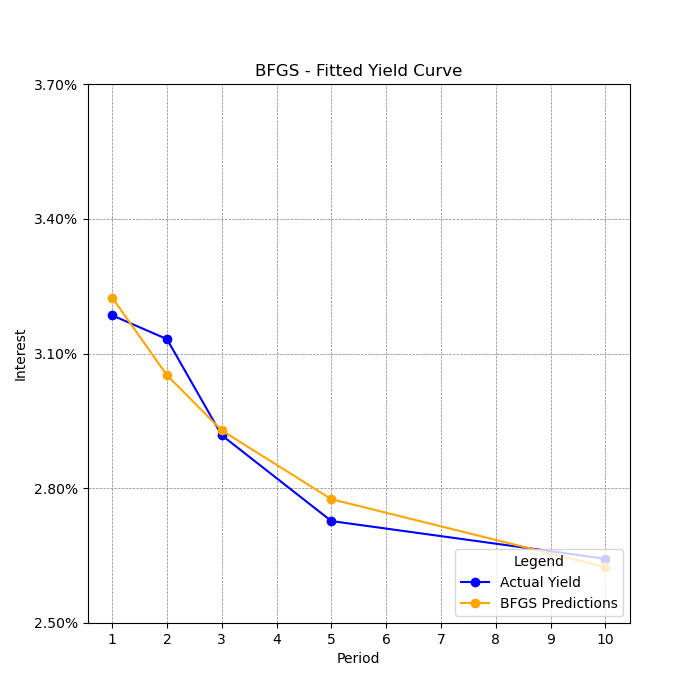 BFGS - Fitted Yield Curve
3.70%
3.40%
3.10%
2.80%
2.50%
Interest
Legend
Actual Yield
BFGS Predictions
1 2 3 4 5 6 7 8 9 10
Period